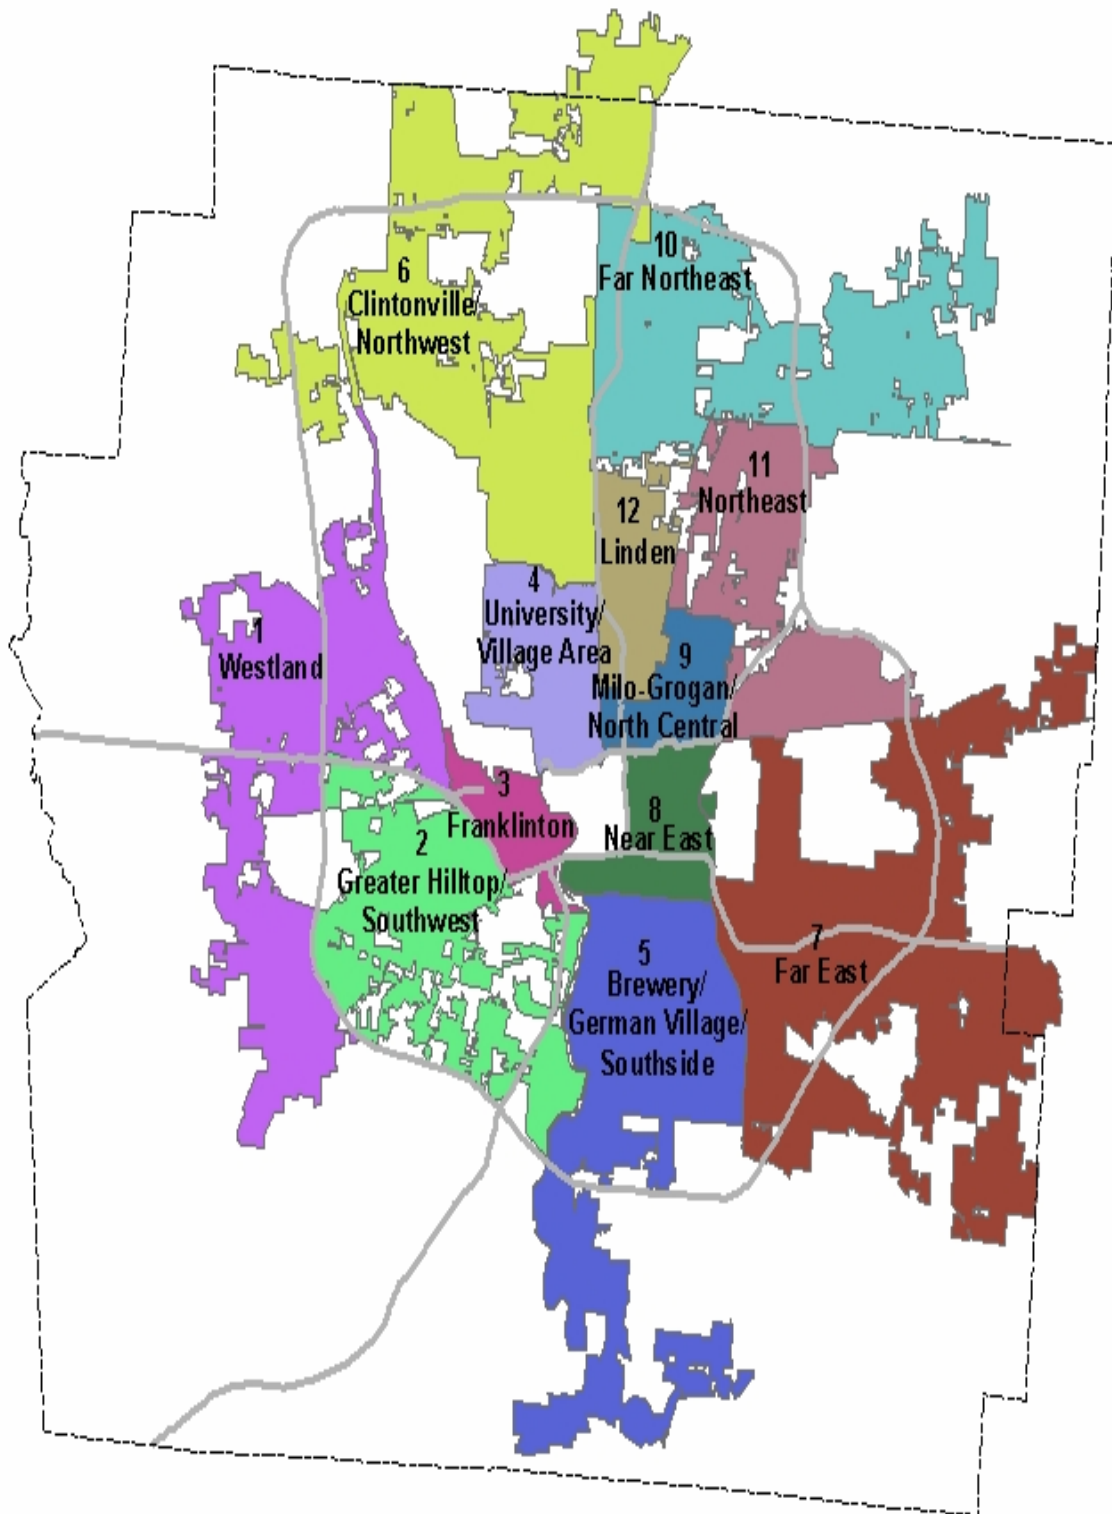 10
Far Northeast
6
Clintonville/
Northwest
11
Northeast
12
Linden
4
University/
Village Area
1
Westland
9
Milo-Grogan/
North Central
3
Franklinton
8
Near East
2
Greater Hilltop/
Southwest
7
Far East
5
Brewery/
German Village/
Southside